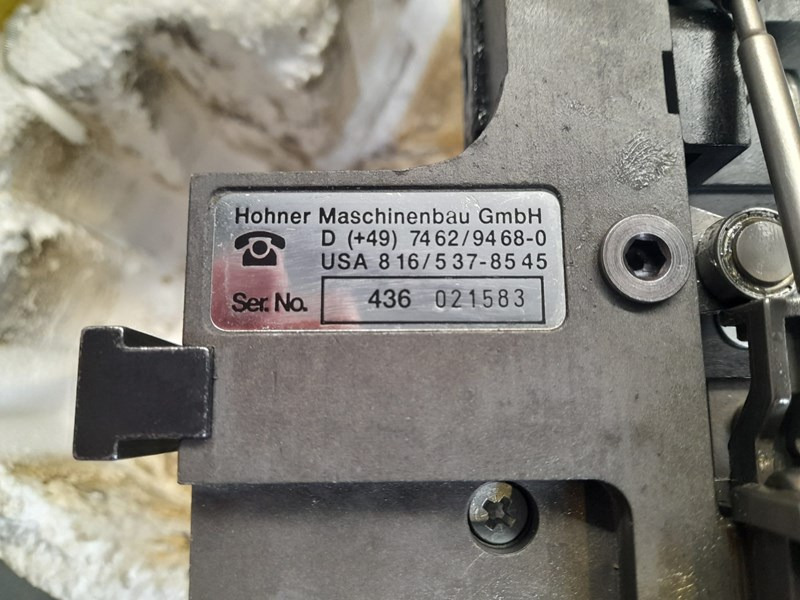 Hohner Maschinenbau GmbH
D (+49) 7462/9468-0
USA 816/537-8545
Ser. No. 436 021583